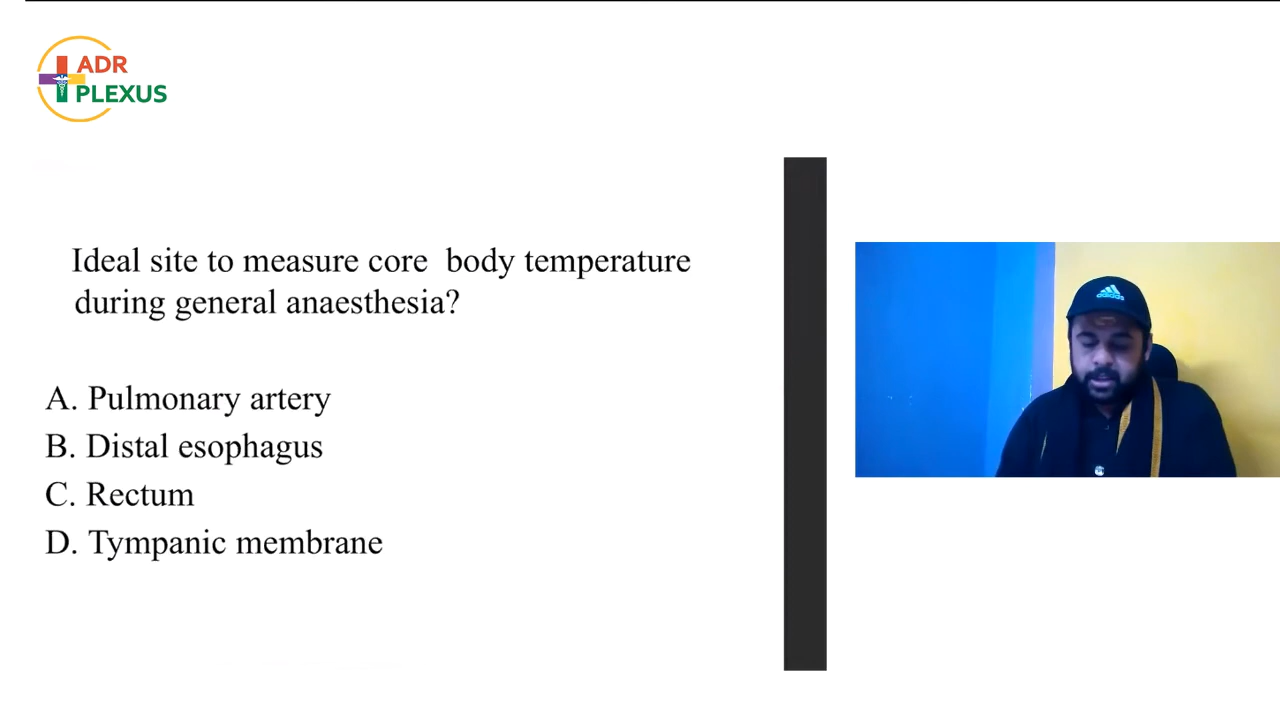 ADR
PLEXUS
Ideal site to measure core body temperature
during general anaesthesia?
A. Pulmonary artery
B. Distal esophagus
C. Rectum
D. Tympanic membrane
adidas